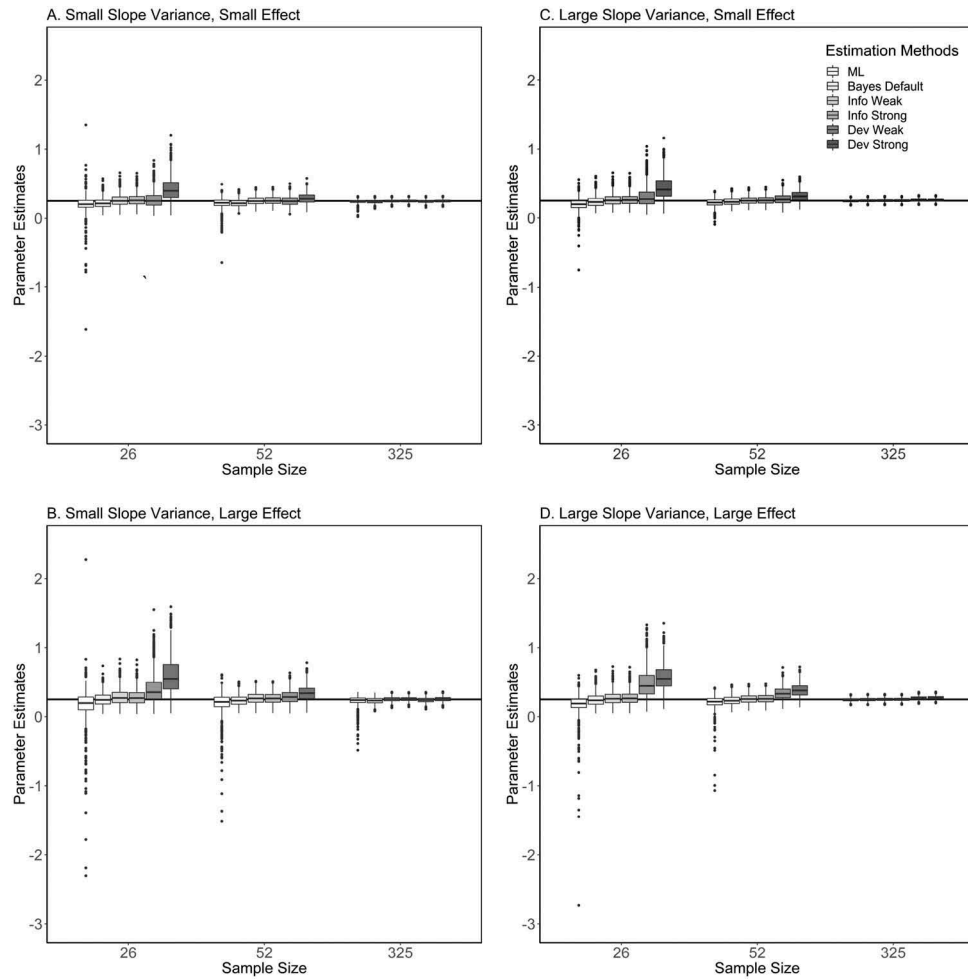 A. Small Slope Variance, Small Effect
Parameter Estimates
2
1
0
-1
-2
-3
26 52 325
Sample Size
C. Large Slope Variance, Small Effect
Estimation Methods
ML
Bayes Default
Info Weak
Info Strong
Dev Weak
Dev Strong
Parameter Estimates
2
1
0
-1
-2
-3
26 52 325
Sample Size
B. Small Slope Variance, Large Effect
Parameter Estimates
2
1
0
-1
-2
-3
26 52 325
Sample Size
D. Large Slope Variance, Large Effect
Parameter Estimates
2
1
0
-1
-2
-3
26 52 325
Sample Size